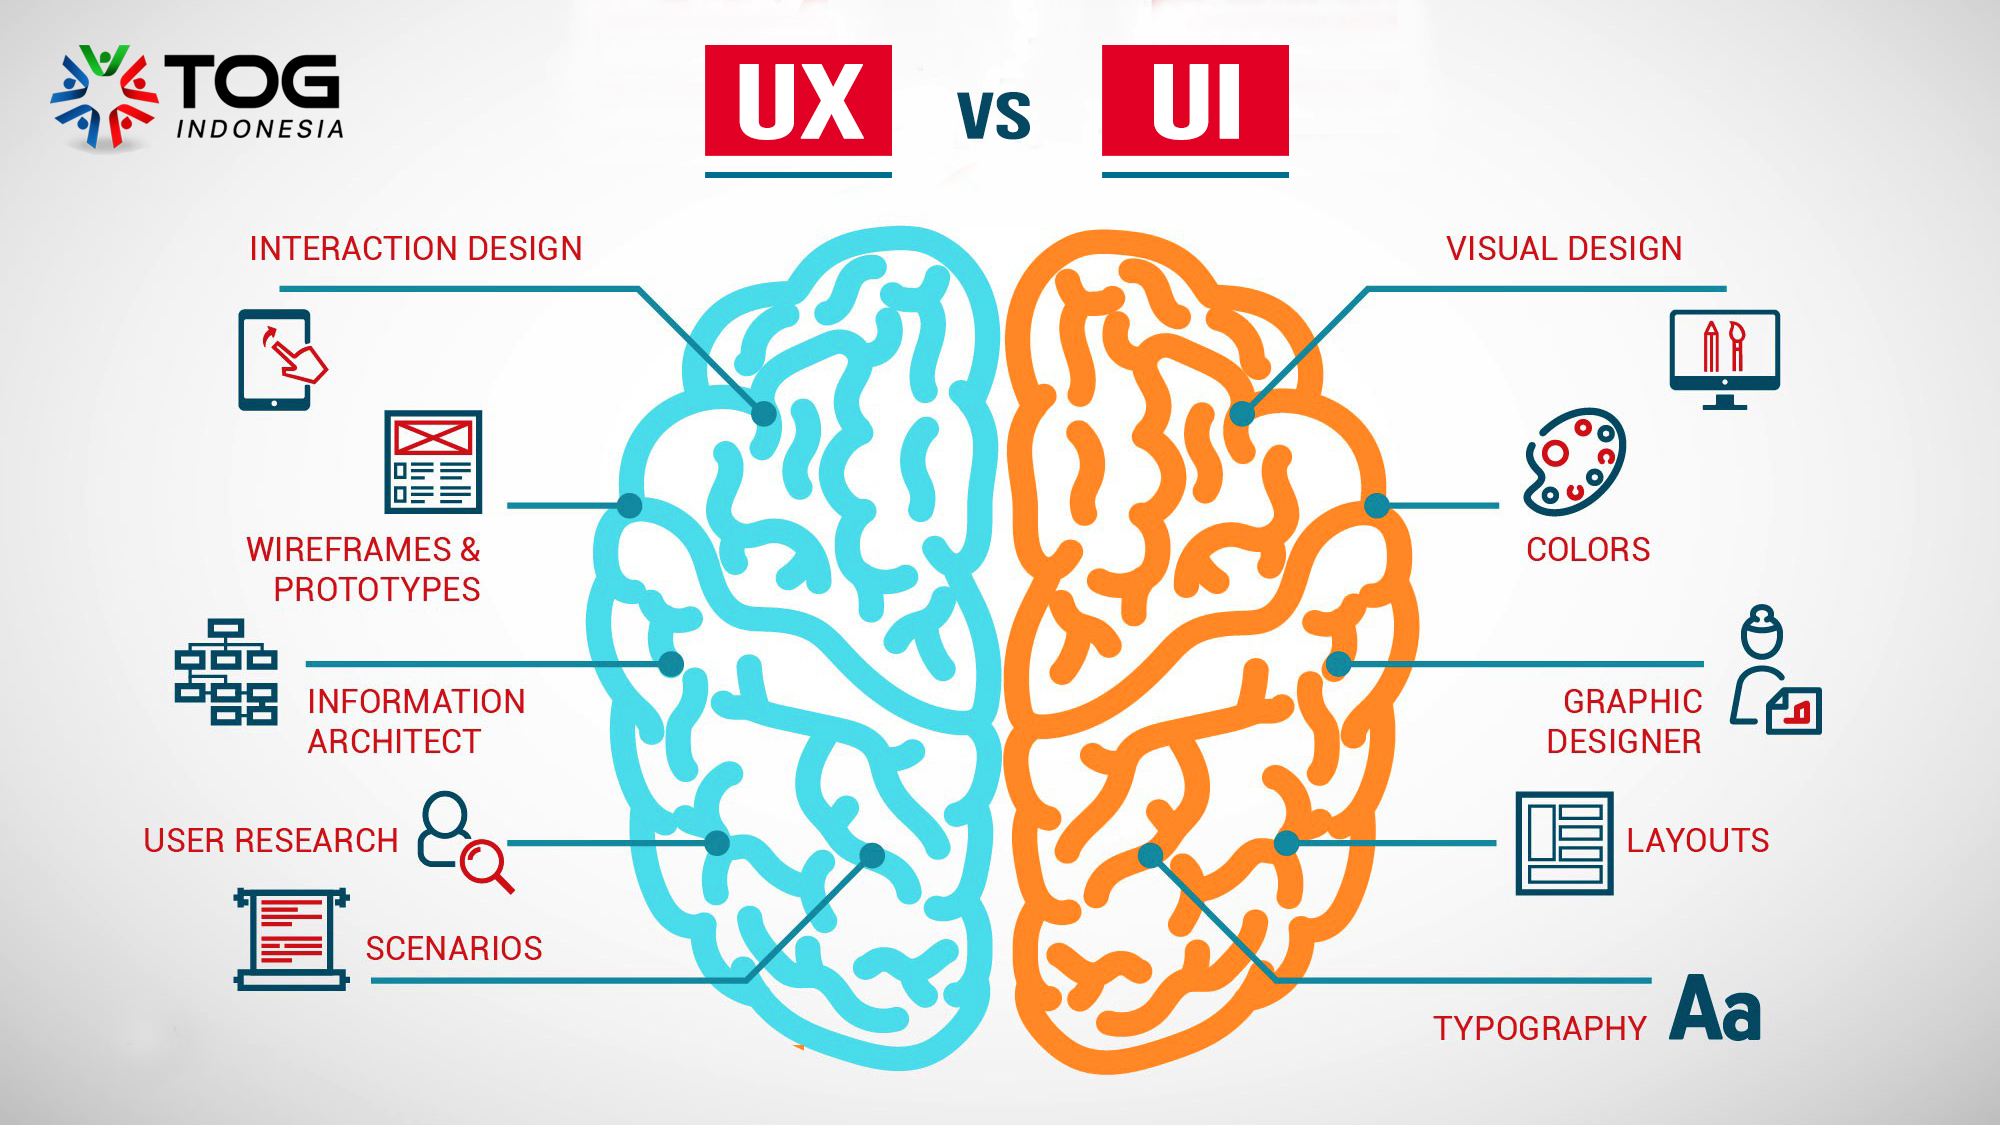 TOG
INDONESIA
UX vs UI
INTERACTION DESIGN
WIREFRAMES &
PROTOTYPES
INFORMATION
ARCHITECT
USER RESEARCH
SCENARIOS
VISUAL DESIGN
COLORS
GRAPHIC
DESIGNER
LAYOUTS
TYPOGRAPHY
Aa